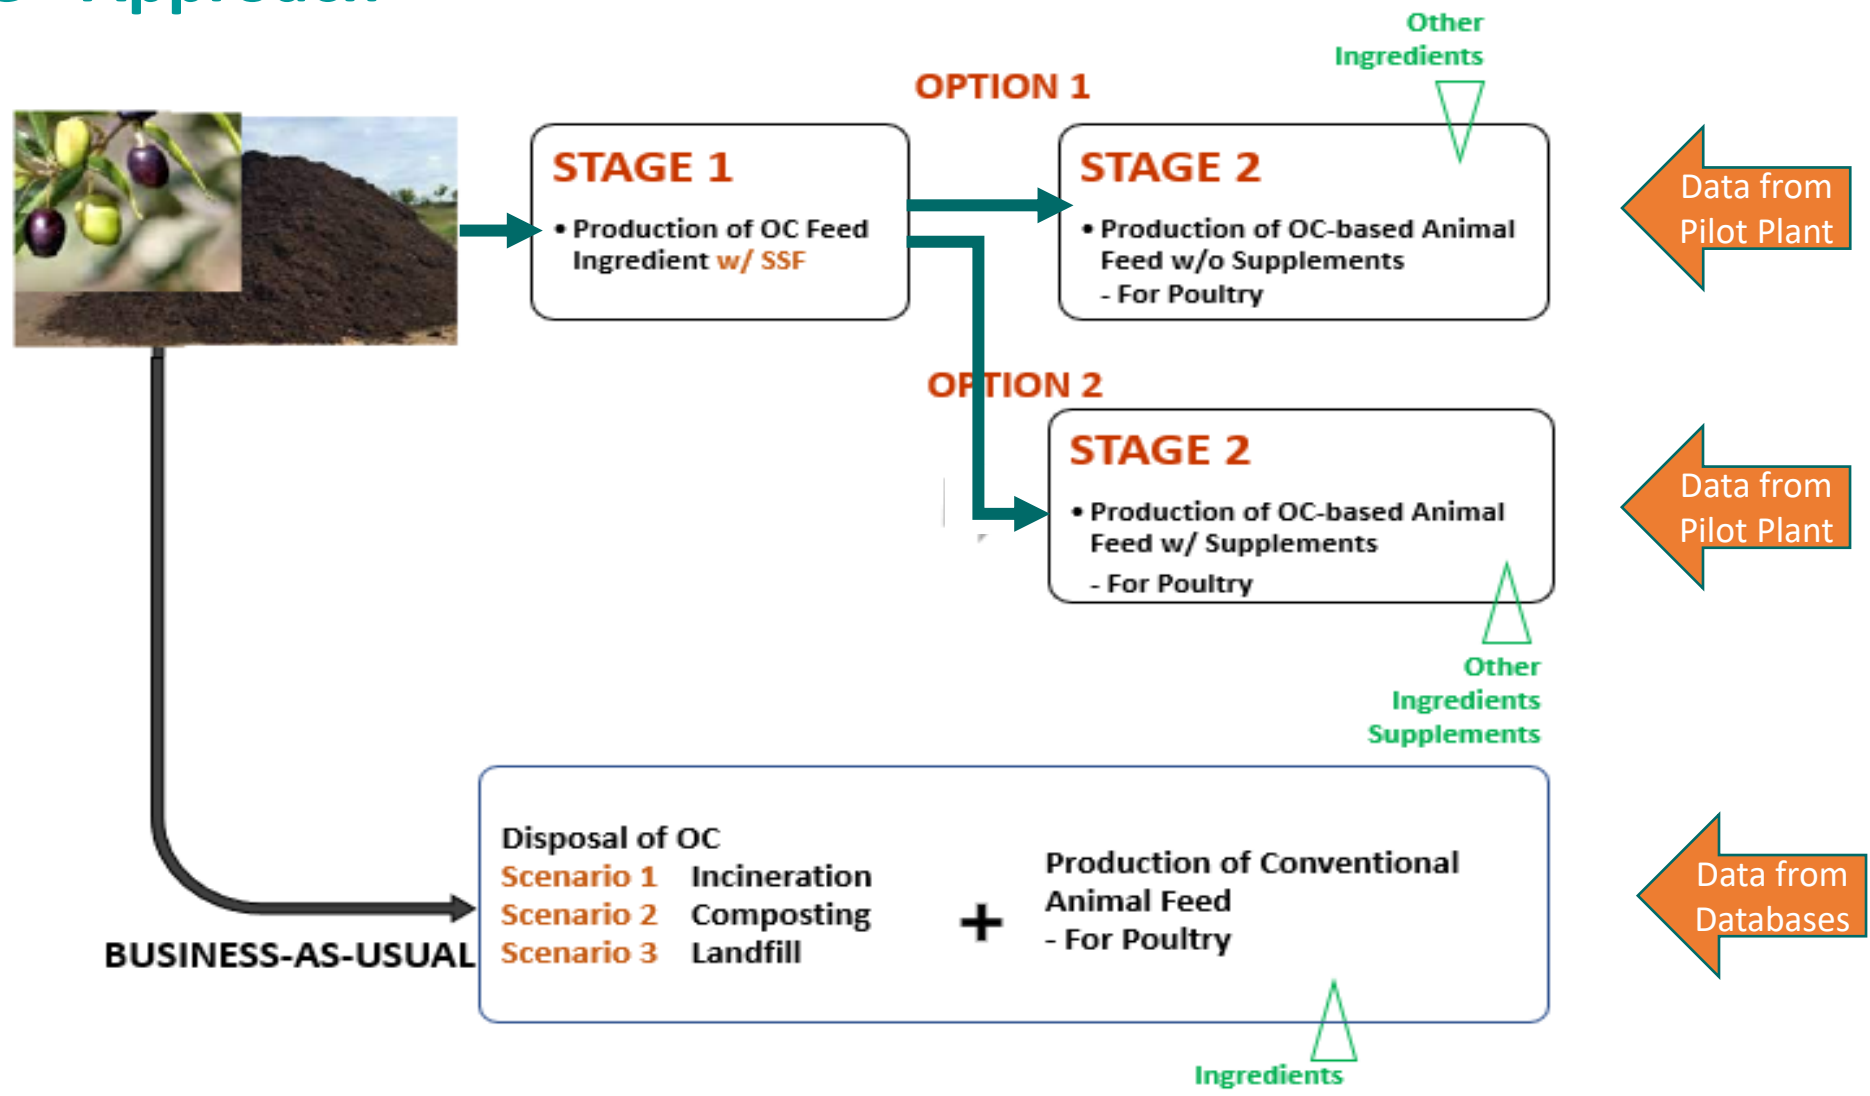 Approach
Other
Ingredients
OPTION 1
STAGE 1
• Production of OC Feed
Ingredient w/ SSF
STAGE 2
• Production of OC-based Animal
Feed w/o Supplements
- For Poultry
Data from
Pilot Plant
OPTION 2
STAGE 2
• Production of OC-based Animal
Feed w/ Supplements
- For Poultry
Data from
Pilot Plant
Other
Ingredients
Supplements
BUSINESS-AS-USUAL
Disposal of OC
Scenario 1 Incineration
Scenario 2 Composting
Scenario 3 Landfill
+
Production of Conventional
Animal Feed
- For Poultry
Data from
Databases
Ingredients